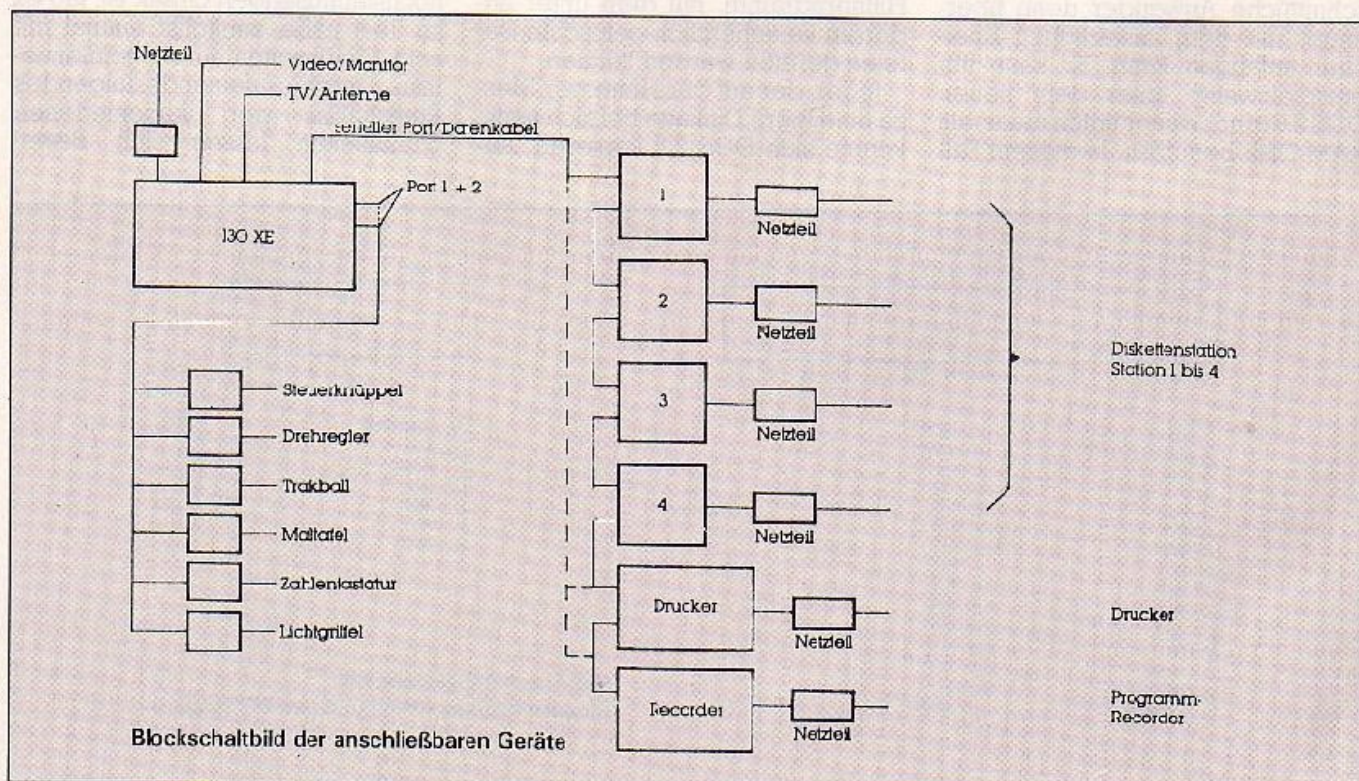 Netzteil
Video/Monitor
TV/Antenne
serieller Port/Datenkabel
Port 1 + 2
130 XE
1
Netzteil
2
Netzteil
3
Netzteil
4
Netzteil
Diskettenstation
Station 1 bis 4
Steuerknüppel
Drehregler
Trakball
Maltafel
Zahlentastatur
Lichtgriffel
Drucker
Netzteil
Drucker
Recorder
Netzteil
Programm-
Recorder
Blockschaltbild der anschließbaren Geräte